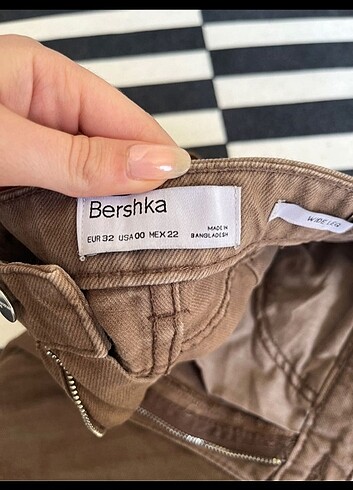 Bershka
EUR 32 USA 00 MEX 22
MADE IN
BANGLADESH
WIDE LEG